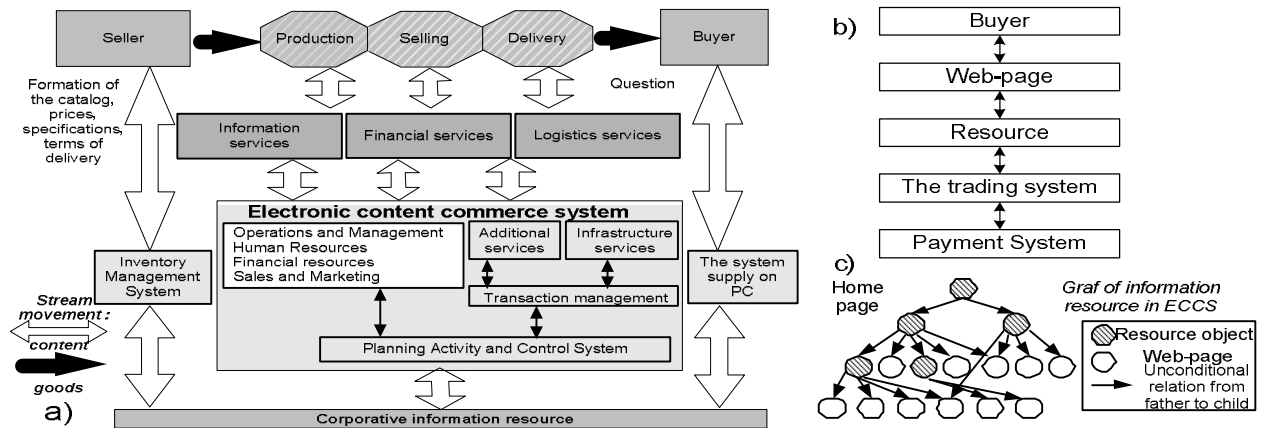 Seller
Production
Selling
Delivery
Buyer
Formation of
the catalog,
prices,
specifications,
terms of
delivery
Question
Information
services
Financial services
Logistics services
Electronic content commerce system
Operations and Management
Human Resources
Financial resources
Sales and Marketing
Additional
services
Infrastructure
services
Transaction management
Planning Activity and Control System
Inventory
Management
System
The system
supply on
PC
Stream
movement :
content
goods
a)
Corporative information resource
b)
Buyer
Web-page
Resource
The trading system
Payment System
c)
Home
page
Graf of information
resource in ECCS
Resource object
Web-page
Unconditional
relation from
father to child